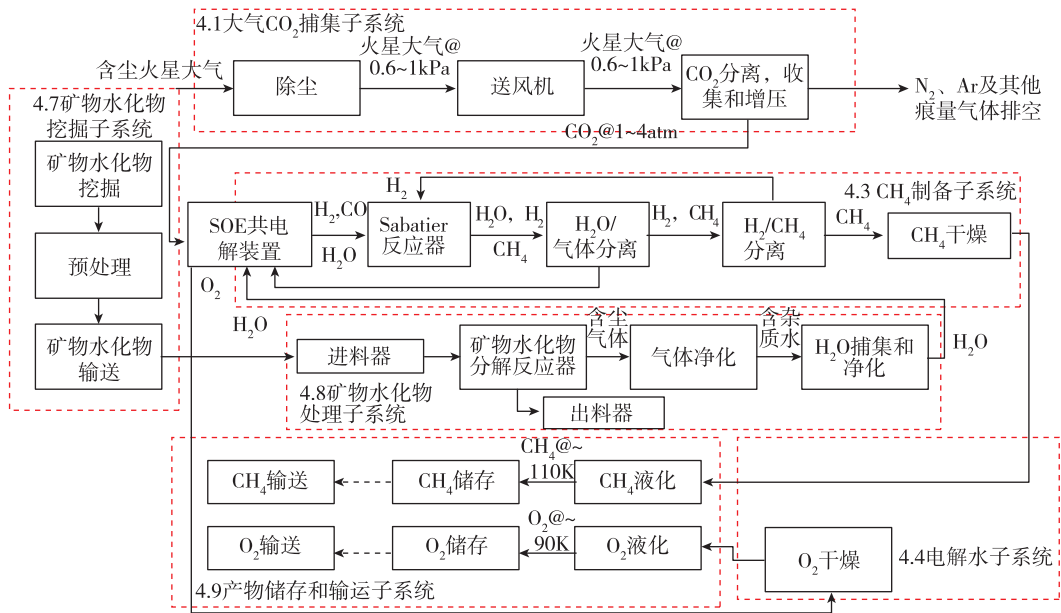 4.1大气CO₂捕集子系统
含尘火星大气
除尘
火星大气@
0.6~1kPa
送风机
火星大气@
0.6~1kPa
CO₂分离，收
集和增压
N₂、Ar及其他
痕量气体排空
CO₂@1~4atm
4.7矿物水化物
挖掘子系统
矿物水化物
挖掘
预处理
矿物水化物
输送
4.3 CH₄制备子系统
SOE共电
解装置
H₂,CO
H₂O
Sabatier
反应器
H₂
H₂O，H₂
CH₄
H₂O/
气体分离
H₂，CH₄
H₂/CH₄
分离
CH₄
CH₄干燥
O₂
H₂O
进料器
矿物水化物
分解反应器
含尘
气体
气体净化
含杂
质水
H₂O捕集和
净化
H₂O
4.8矿物水化物
处理子系统
出料器
CH₄输送
CH₄储存
CH₄@~
110K
CH₄液化
O₂输送
O₂储存
O₂@~
90K
O₂液化
O₂干燥
4.4电解水子系统
4.9产物储存和输运子系统